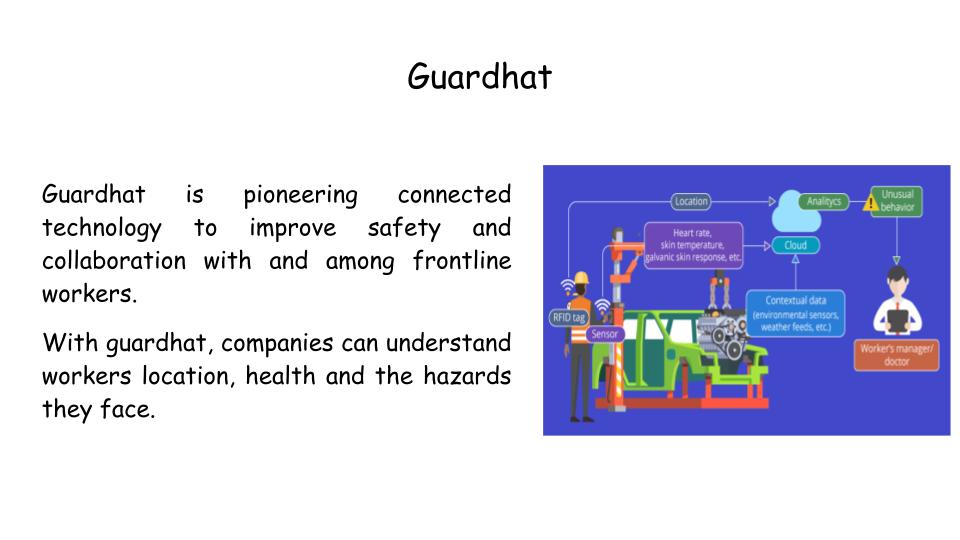 Guardhat
Guardhat is pioneering connected
technology to improve safety and
collaboration with and among frontline
workers.
With guardhat, companies can understand
workers location, health and the hazards
they face.
Location
Analitycs
Unusual
behavior
Heart rate,
skin temperature,
galvanic skin response, etc.
Cloud
RFID tag
Sensor
Contextual data
(environmental sensors,
weather feeds, etc.)
Worker's manager/
doctor